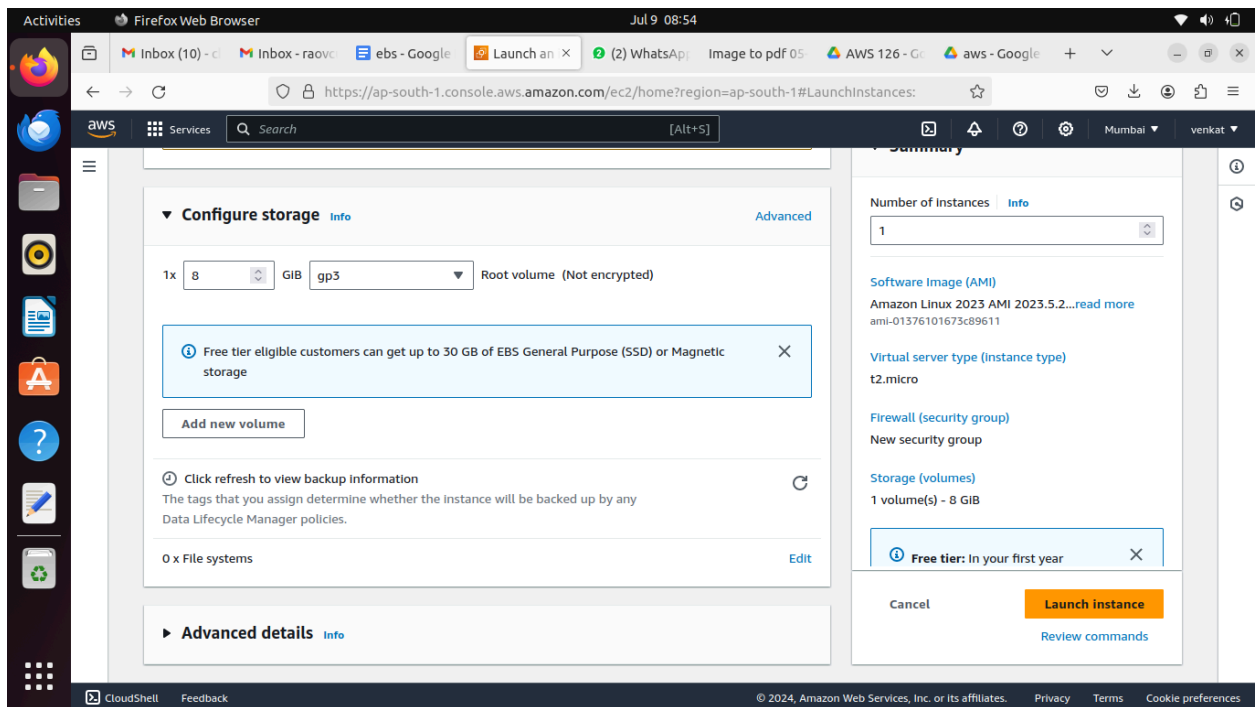 Activities
Firefox Web Browser
Jul 9 08:54
Inbox (10) - c
Inbox - raovc
ebs - Google
Launch an
(2) WhatsApp
Image to pdf 05-
AWS 126 - Go
aws - Google
https://ap-south-1.console.aws.amazon.com/ec2/home?region=ap-south-1#LaunchInstances:
aws
Services
Search
[Alt+S]
Mumbai
venkat
Summary
Configure storage Info
Advanced
1x 8 GiB gp3 Root volume (Not encrypted)
Free tier eligible customers can get up to 30 GB of EBS General Purpose (SSD) or Magnetic
storage
Add new volume
Click refresh to view backup information
The tags that you assign determine whether the instance will be backed up by any
Data Lifecycle Manager policies.
0 x File systems
Edit
Advanced details Info
Number of instances Info
1
Software Image (AMI)
Amazon Linux 2023 AMI 2023.5.2...read more
ami-01376101673c89611
Virtual server type (instance type)
t2.micro
Firewall (security group)
New security group
Storage (volumes)
1 volume(s) - 8 GiB
Free tier: In your first year
Cancel
Launch instance
Review commands
CloudShell
Feedback
© 2024, Amazon Web Services, Inc. or its affiliates.
Privacy
Terms
Cookie preferences